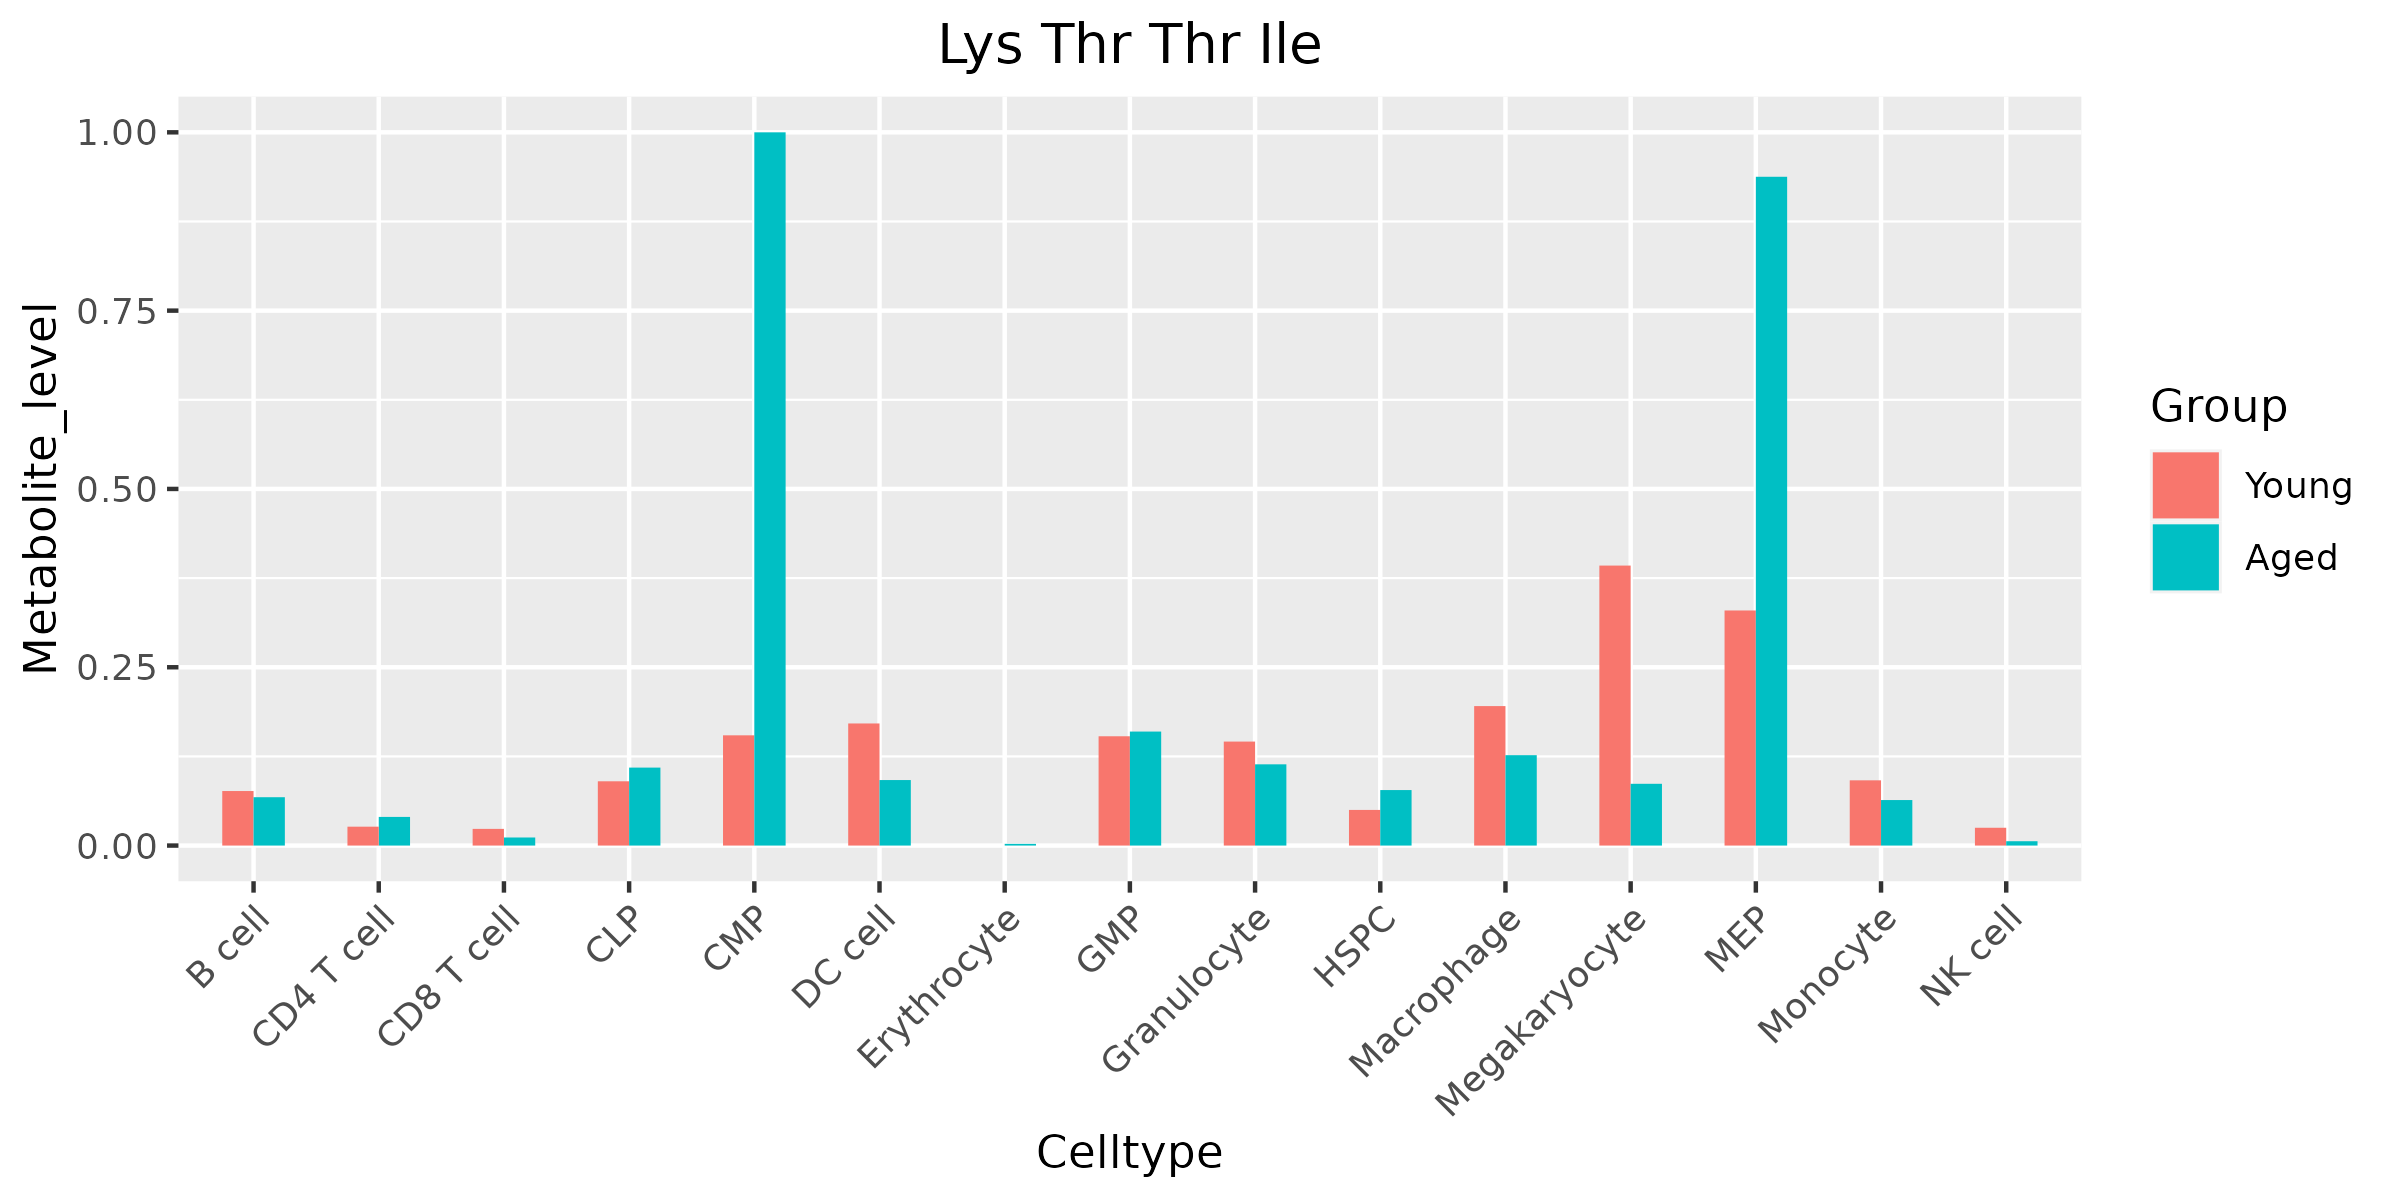 Lys Thr Thr Ile
Metabolite_level
1.00
0.75
0.50
0.25
0.00
B cell
CD4 T cell
CD8 T cell
CLP
CMP
DC cell
Erythrocyte
GMP
Granulocyte
HSPC
Macrophage
Megakaryocyte
MEP
Monocyte
NK cell
Celltype
Group
Young
Aged